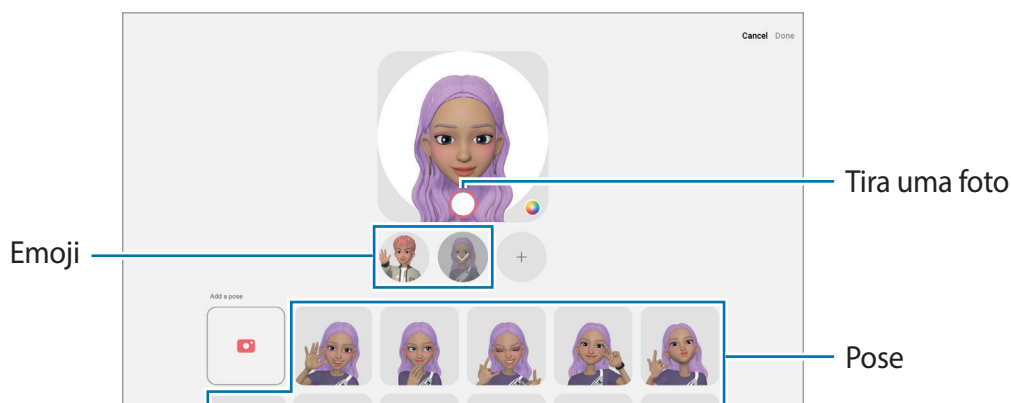 Cancel Done
Tira uma foto
Emoji
Add a pose
Pose